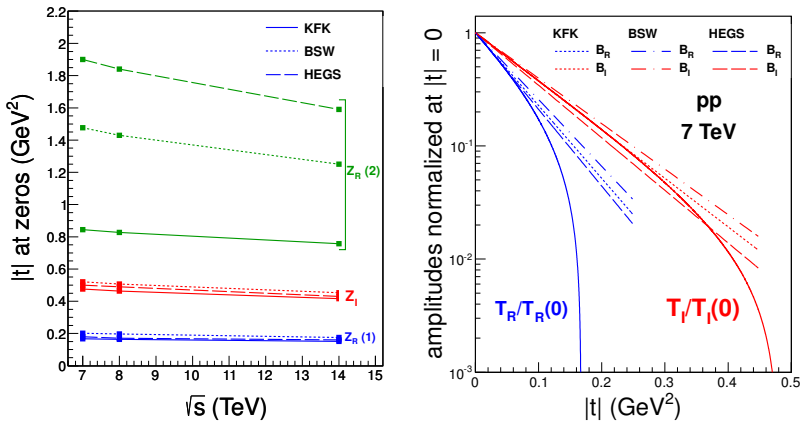 |t| at zeros (GeV²)
2.2
2
1.8
1.6
1.4
1.2
1
0.8
0.6
0.4
0.2
0
KFK
BSW
HEGS
Z_R (2)
Z_I
Z_R (1)
7 8 9 10 11 12 13 14 15
√s (TeV)
amplitudes normalized at |t| = 0
1
10⁻¹
10⁻²
10⁻³
KFK BSW HEGS
B_R B_R B_R
B_I B_I B_I
pp
7 TeV
T_R/T_R(0)
T_I/T_I(0)
0 0.1 0.2 0.3 0.4 0.5
|t| (GeV²)